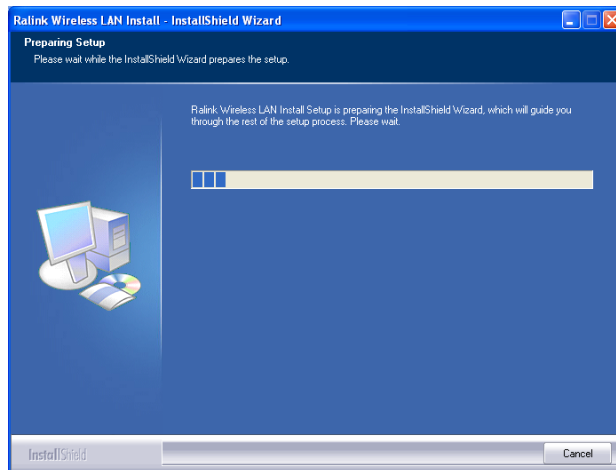 Ralink Wireless LAN Install - InstallShield Wizard
Preparing Setup
Please wait while the InstallShield Wizard prepares the setup.
Ralink Wireless LAN Install Setup is preparing the InstallShield Wizard, which will guide you
through the rest of the setup process. Please wait.
InstallShield
Cancel